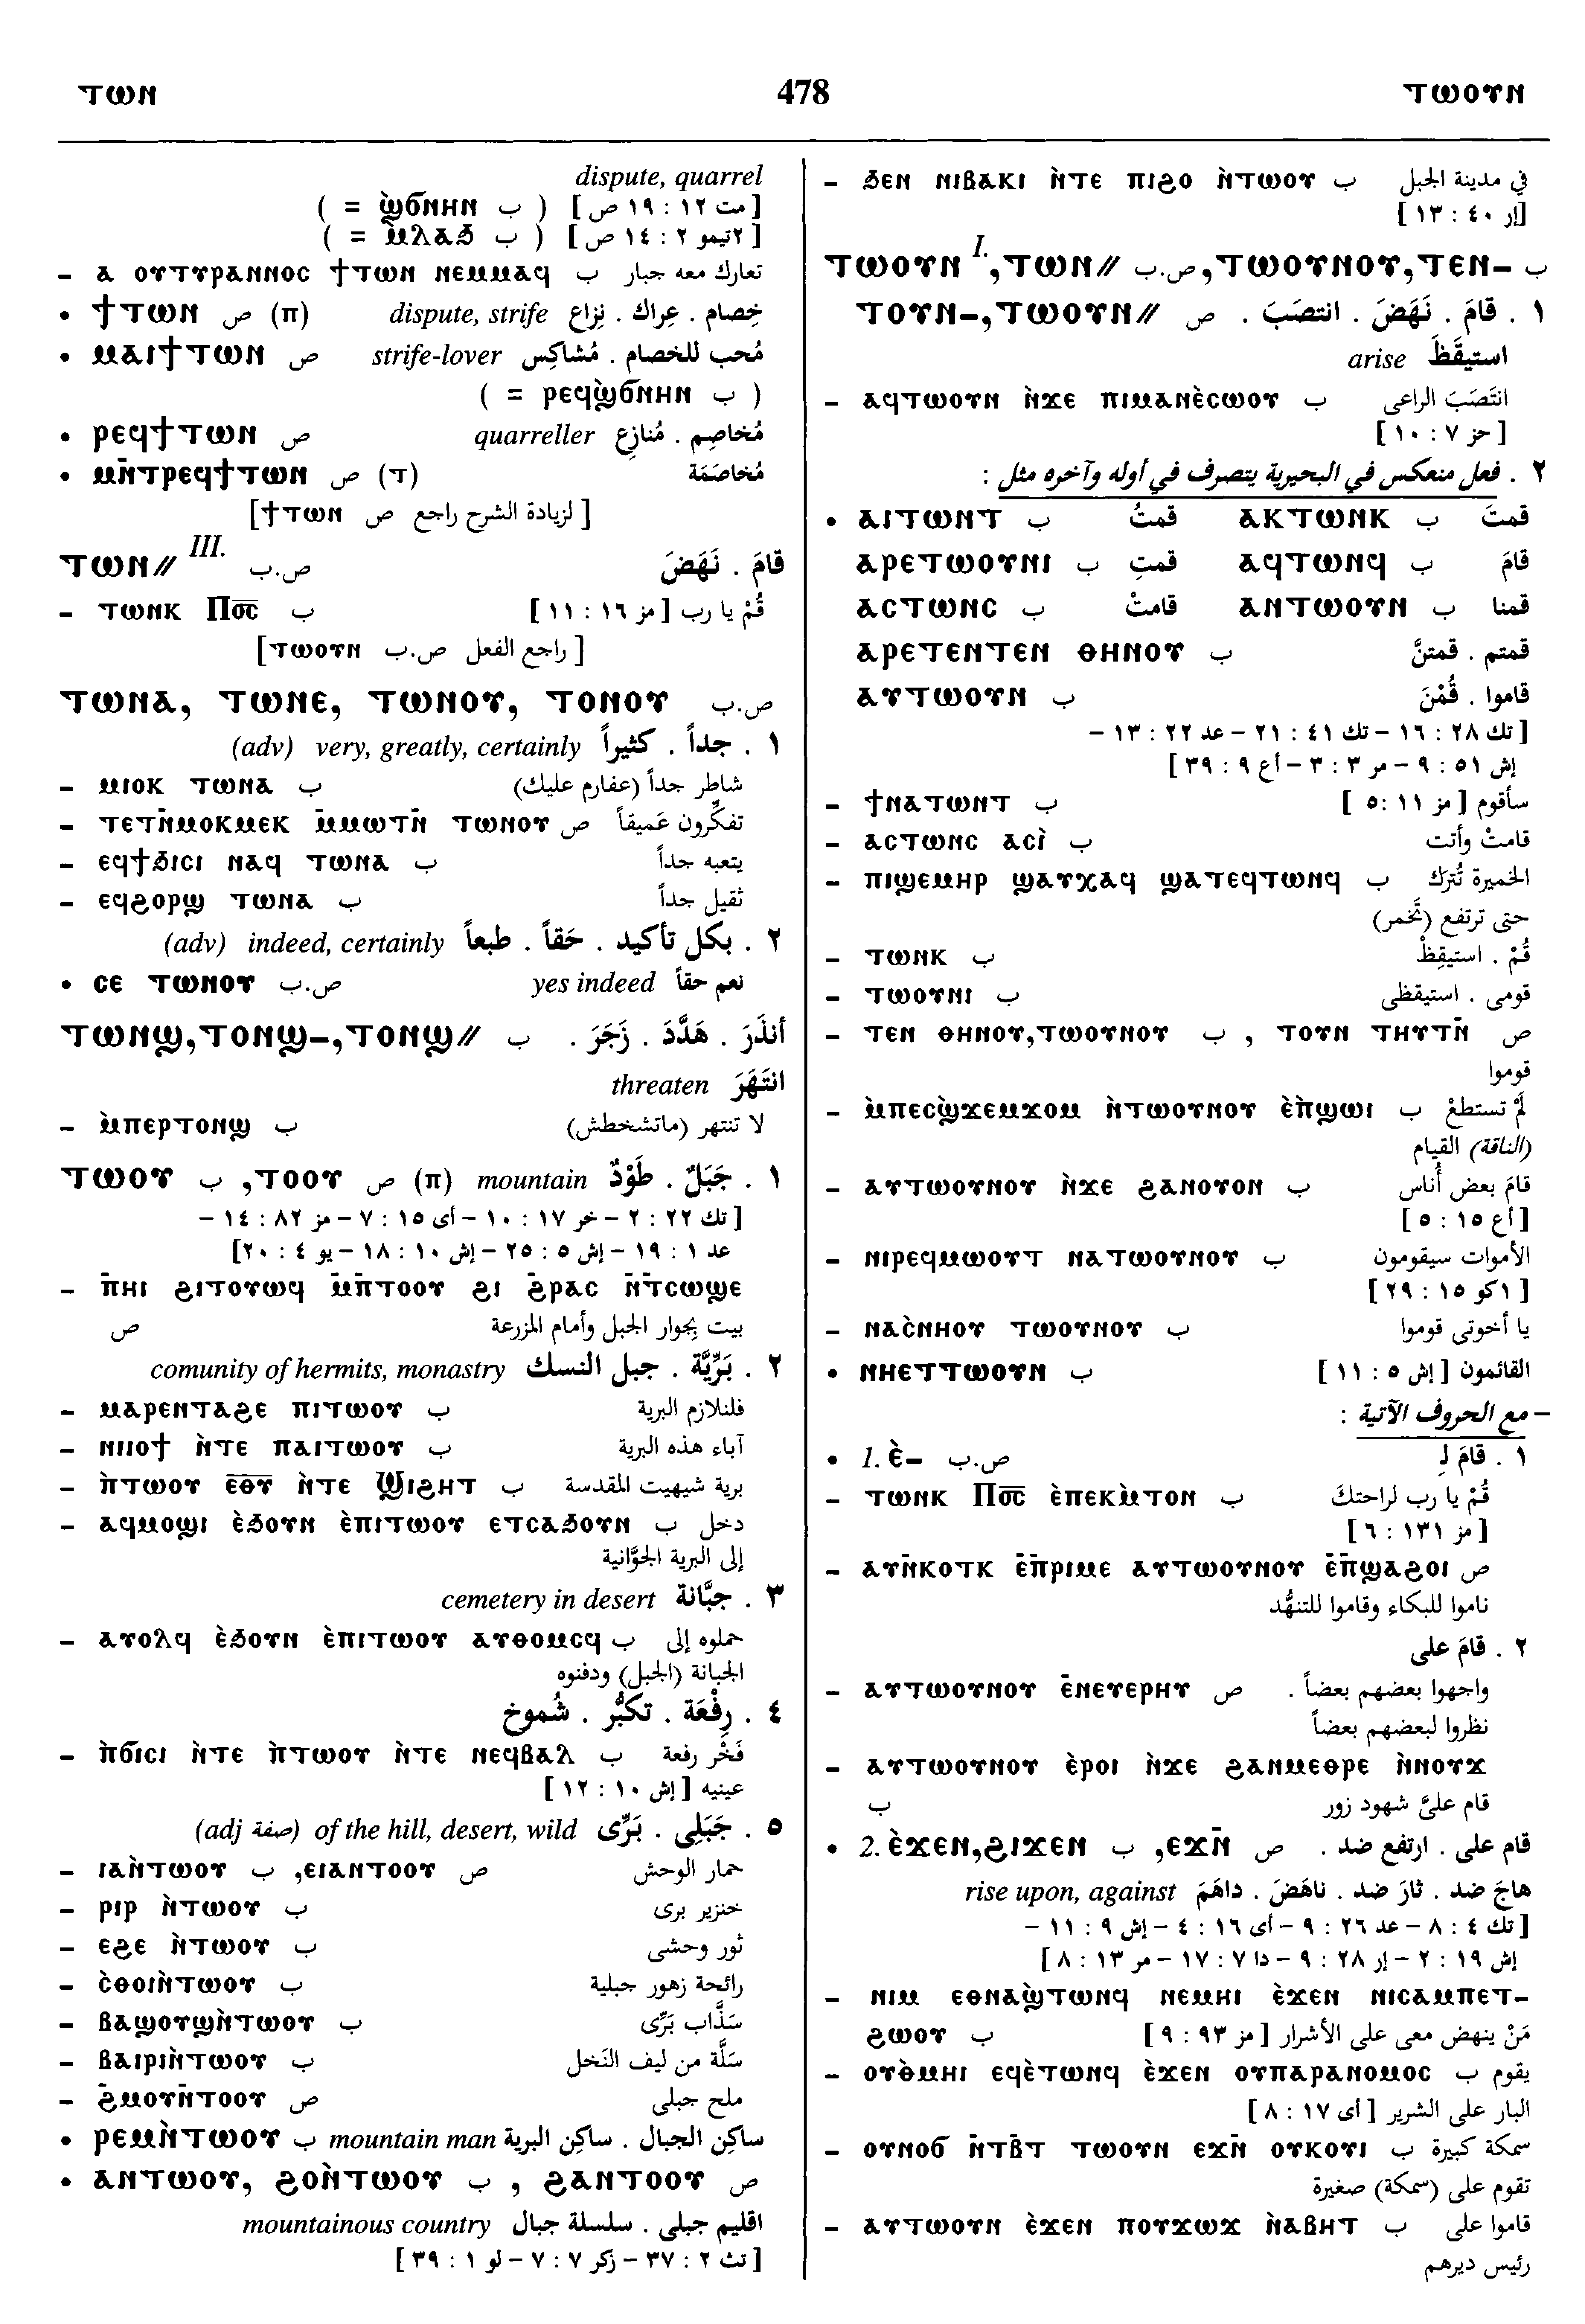 ⲧⲱⲛ 478 ⲧⲱⲟⲩⲛ
dispute, quarrel
[ مت ١٢ : ١٩ ص ] ( ب ϣϭⲛⲏⲛ = )
[ ٢تيمو ٢ : ١٤ ص ] ( ب ⲙ̀ⲗⲁϧ = )
– ⲁ ⲟⲩⲧⲩⲣⲁⲛⲛⲟⲥ ϯⲧⲱⲛ ⲛⲉⲙⲙⲁϥ ب تعارك معه جبار
• ϯⲧⲱⲛ ص (ⲡ) dispute, strife خِصام . عِراك . نِزاع
• ⲙⲁⲓϯⲧⲱⲛ ص strife-lover مُحب للخصام . مُشاكِس
( ب ⲣⲉϥϣ̀ϭⲛⲏⲛ = )
• ⲣⲉϥϯⲧⲱⲛ ص quarreller مُخاصِم . مُنازِع
• ⲙⲛ̄ⲧⲣⲉϥϯⲧⲱⲛ ص (ⲧ) مُخاصَمَة
[ لزيادة الشرح راجع ص ϯⲧⲱⲛ]
ⲧⲱⲛ// III. ص.ب قامَ . نَهَضَ
– ⲧⲱⲛⲕ Ⲡⲟ̅ⲥ̅ ب قُمْ يا رب [ مز ١٦ : ١١ ]
[ راجع الفعل ص.ب ⲧⲱⲟⲩⲛ]
ⲧⲱⲛⲁ, ⲧⲱⲛⲉ, ⲧⲱⲛⲟⲩ, ⲧⲟⲛⲟⲩ ص.ب
(adv) very, greatly, certainly ١ . جداً . كثيراً
– ⲙⲓⲟⲕ ⲧⲱⲛⲁ ب شاطر جداً (عفارم عليك)
– ⲧⲉⲧⲛ̄ⲙⲟⲕⲙⲉⲕ ⲙ̄ⲙⲱⲧⲛ̄ ⲧⲱⲛⲟⲩ ص تفكّرون عَميقاً
– ⲉϥϯϧⲓⲥⲓ ⲛⲁϥ ⲧⲱⲛⲁ ب يتعبه جداً
– ⲉϥϩⲟⲣϣ ⲧⲱⲛⲁ ب ثقيل جداً
(adv) indeed, certainly ٢ . بكل تأكيد . حَقاً . طبعاً
• ⲥⲉ ⲧⲱⲛⲟⲩ ص.ب yes indeed نعم حقاً
ⲧⲱⲛϣ,ⲧⲟⲛϣ–,ⲧⲟⲛϣ// ب أنذَرَ . هَدَّدَ . زَجَرَ .
threaten انتَهَرَ
– ⲙ̀ⲡⲉⲣⲧⲟⲛϣ ب لا تنتهر (ماتشخطش)
ⲧⲱⲟⲩ ب ,ⲧⲟⲟⲩ ص (ⲡ) mountain ١ . جَبَلٌ . طَوْدٌ
[ تك ٢٢ : ٢ – خر ١٧ : ١٠ – أى ١٥ : ٧ – مز ٨٢ : ١٤ –
عد ١ : ١٩ – إش ٥ : ٢٥ – إش ١٠ : ١٨ – يو ٤ : ٢٠]
– ⲡ̄ⲏⲓ ϩⲓⲧⲟⲩⲱϥ ⲙ̄ⲡ̄ⲧⲟⲟⲩ ϩⲓ ϩ̄ⲣⲁⲥ ⲛ̄ⲧ̄ⲥⲱϣⲉ
ص بيت بِجوار الجبل وأمام المَزرعة
comunity of hermits, monastry ٢ . بَرِّيَّة . جبل النسك
– ⲙⲁⲣⲉⲛⲧⲁϩⲉ ⲡⲓⲧⲱⲟⲩ ب فلنلازم البرية
– ⲛⲓⲓⲟϯ ⲛ̀ⲧⲉ ⲡⲁⲓⲧⲱⲟⲩ ب آباء هذه البرية
– ⲡ̀ⲧⲱⲟⲩ ⲉ̅ⲑ̅ⲩ̅ ⲛ̀ⲧⲉ Ϣⲓϩⲏⲧ ب برية شيهيت المقدسة
– ⲁϥⲙⲟϣⲓ ⲉ̀ϧⲟⲩⲛ ⲉ̀ⲡⲓⲧⲱⲟⲩ ⲉⲧⲥⲁϧⲟⲩⲛ ب دخل
إلى البرية الجوَّانية
cemetery in desert ٣ . جبَّانة
– ⲁⲩⲟⲗϥ ⲉ̀ϧⲟⲩⲛ ⲉ̀ⲡⲓⲧⲱⲟⲩ ⲁⲩⲑⲟⲙⲥϥ ب حملوه إلى
الجبانة (الجبل) ودفنوه
٤ . رِفْعَة . تكبُّر . شُموخ
– ⲡ̀ϭⲓⲥⲓ ⲛ̀ⲧⲉ ⲡ̀ⲧⲱⲟⲩ ⲛ̀ⲧⲉ ⲛⲉϥⲃⲁⲗ ب فَخْر رفعة
عينيه [ إش ١٠ : ١٢ ]
(adj صفة) of the hill, desert, wild ٥ . جَبَلِى . بَرِّى
– ⲓⲁⲛ̀ⲧⲱⲟⲩ ب ,ⲉⲓⲁⲛⲧⲟⲟⲩ ص حمار الوحش
– ⲣⲓⲣ ⲛ̀ⲧⲱⲟⲩ ب خنزير برى
– ⲉϩⲉ ⲛ̀ⲧⲱⲟⲩ ب ثور وحشى
– ⲥ̀ⲑⲟⲓⲛ̀ⲧⲱⲟⲩ ب رائحة زهور جبلية
– ⲃⲁϣⲟⲩϣⲛ̀ⲧⲱⲟⲩ ب سَذَّاب بَرِّى
– ⲃⲁⲓⲣⲓⲛ̀ⲧⲱⲟⲩ ب سَلَّة من ليف النَخل
– ϩ̄ⲙⲟⲩⲛ̄ⲧⲟⲟⲩ ص ملح جبلى
• ⲣⲉⲙⲛ̀ⲧⲱⲟⲩ ب mountain man ساكِن الجبال . ساكِن البرية
• ⲁⲛⲧⲱⲟⲩ, ϩⲟⲛ̀ⲧⲱⲟⲩ ب , ϩⲁⲛⲧⲟⲟⲩ ص
mountainous country اقليم جبلى . سلسلة جبال
[ تث ٢ : ٣٧ – زكر ٧ : ٧ – لو ١ : ٣٩ ]
– ϧⲉⲛ ⲛⲓⲃⲁⲕⲓ ⲛ̀ⲧⲉ ⲡⲓϩⲟ ⲛ̀ⲧⲱⲟⲩ ب في مدينة الجبل
[إر ٤٠ : ١٣ ]
ⲧⲱⲟⲩⲛ I.,ⲧⲱⲛ// ص.ب,ⲧⲱⲟⲩⲛⲟⲩ,ⲧⲉⲛ– ب
ⲧⲟⲩⲛ–,ⲧⲱⲟⲩⲛ// ص ١ . قامَ . نَهَضَ . انتصَبَ .
arise استيقَظَ
– ⲁϥⲧⲱⲟⲩⲛ ⲛ̀ϫⲉ ⲡⲓⲙⲁⲛⲉ̀ⲥⲱⲟⲩ ب انتَصَبَ الراعى
[ حز ٧ : ١٠ ]
٢ . فعل منعكس في البحيرية يتصرف في أوله وآخره مثل :
• ⲁⲓⲧⲱⲛⲧ ب قمتُ ⲁⲕⲧⲱⲛⲕ ب قمتَ
ⲁⲣⲉⲧⲱⲟⲩⲛⲓ ب قمتِ ⲁϥⲧⲱⲛϥ ب قامَ
ⲁⲥⲧⲱⲛⲥ ب قامتْ ⲁⲛⲧⲱⲟⲩⲛ ب قمنا
ⲁⲣⲉⲧⲉⲛⲧⲉⲛ ⲑⲏⲛⲟⲩ ب قمتم . قمتنَّ
ⲁⲩⲧⲱⲟⲩⲛ ب قاموا . قُمْنَ
[ تك ٢٨ : ١٦ – تك ٤١ : ٢١ – عد ٢٢ : ١٣ –
إش ٥١ : ٩ – مر ٣ : ٣ – أع ٩ : ٣٩ ]
– ϯⲛⲁⲧⲱⲛⲧ ب سأقوم [ مز ١١ :٥ ]
– ⲁⲥⲧⲱⲛⲥ ⲁⲥⲓ̀ ب قامتْ وأتت
– ⲡⲓϣⲉⲙⲏⲣ ϣⲁⲩⲭⲁϥ ϣⲁⲧⲉϥⲧⲱⲛϥ ب الخميرة تُترك
حتى ترتفع (تَخمر)
– ⲧⲱⲛⲕ ب قُمْ . استيقِظْ
– ⲧⲱⲟⲩⲛⲓ ب قومى . استيقظى
– ⲧⲉⲛ ⲑⲏⲛⲟⲩ,ⲧⲱⲟⲩⲛⲟⲩ ب , ⲧⲟⲩⲛ ⲧⲏⲩⲧⲛ̄ ص
قوموا
– ⲙ̀ⲡⲉⲥϣ̀ϫⲉⲙϫⲟⲙ ⲛ̀ⲧⲱⲟⲩⲛⲟⲩ ⲉ̀ⲡ̀ϣⲱⲓ ب لَمْ تستطعْ
(الناقة) القيام
– ⲁⲩⲧⲱⲟⲩⲛⲟⲩ ⲛ̀ϫⲉ ϩⲁⲛⲟⲩⲟⲛ ب قامَ بعض أُناس
[ أع ١٥ : ٥ ]
– ⲛⲓⲣⲉϥⲙⲱⲟⲩⲧ ⲛⲁⲧⲱⲟⲩⲛⲟⲩ ب الأموات سيقومون
[ ١كو ١٥ : ٢٩ ]
– ⲛⲁⲥ̀ⲛⲏⲟⲩ ⲧⲱⲟⲩⲛⲟⲩ ب يا أخوتى قوموا
• ⲛⲏⲉⲧⲧⲱⲟⲩⲛ ب القائمون [ إش ٥ : ١١ ]
– مع الحروف الآتية :
• 1. ⲉ̀– ص.ب ١ . قامَ لـِ
– ⲧⲱⲛⲕ Ⲡⲟ̅ⲥ̅ ⲉ̀ⲡⲉⲕⲙ̀ⲧⲟⲛ ب قُمْ يا رب لراحتكَ
[ مز ١٣١ : ٦ ]
– ⲁⲩⲛ̄ⲕⲟⲧⲕ ⲉ̄ⲡ̄ⲣⲓⲙⲉ ⲁⲩⲧⲱⲟⲩⲛⲟⲩ ⲉ̄ⲡ̄ϣⲁϩⲟⲓ ص
ناموا للبكاء وقاموا للتنهُّد
٢ . قامَ على
– ⲁⲩⲧⲱⲟⲩⲛⲟⲩ ⲉ̄ⲛⲉⲩⲉⲣⲏⲩ ص واجهوا بعضهم بعضاً .
نظروا لبعضهم بعضاً
– ⲁⲩⲧⲱⲟⲩⲛⲟⲩ ⲉ̀ⲣⲟⲓ ⲛ̀ϫⲉ ϩⲁⲛⲙⲉⲑⲣⲉ ⲛ̀ⲛⲟⲩϫ
ب قام علىَّ شهود زور
• 2. ⲉ̀ϫⲉⲛ,ϩⲓϫⲉⲛ ب ,ⲉϫⲛ̄ ص قام على . ارتفع ضد .
rise upon, against هاجَ ضد . ثارَ ضد . ناهَضَ . داهَمَ
[ تك ٤ : ٨ – عد ٢٦ : ٩ – أى ١٦ : ٤ – إش ٩ : ١١ –
إش ١٩ : ٢ – إر ٢٨ : ٩ – دا ٧ : ١٧ – مر ١٣ : ٨ ]
– ⲛⲓⲙ ⲉⲑⲛⲁϣ̀ⲧⲱⲛϥ ⲛⲉⲙⲏⲓ ⲉ̀ϫⲉⲛ ⲛⲓⲥⲁⲙⲡⲉⲧ–
ϩⲱⲟⲩ ب مَنْ ينهض معى على الأشرار [ مز ٩٣ : ٩ ]
– ⲟⲩⲑ̀ⲙⲏⲓ ⲉϥⲉ̀ⲧⲱⲛϥ ⲉ̀ϫⲉⲛ ⲟⲩⲡⲁⲣⲁⲛⲟⲙⲟⲥ ب يقوم
البار على الشرير [ أى ١٧ : ٨ ]
– ⲟⲩⲛⲟϭ ⲛ̄ⲧⲃ̄ⲧ ⲧⲱⲟⲩⲛ ⲉϫⲛ̄ ⲟⲩⲕⲟⲩⲓ ب سمكة كبيرة
تقوم على (سمكة) صغيرة
– ⲁⲩⲧⲱⲟⲩⲛ ⲉ̀ϫⲉⲛ ⲡⲟⲩϫⲱϫ ⲛ̀ⲁⲃⲏⲧ ب قاموا على
رئيس ديرهم